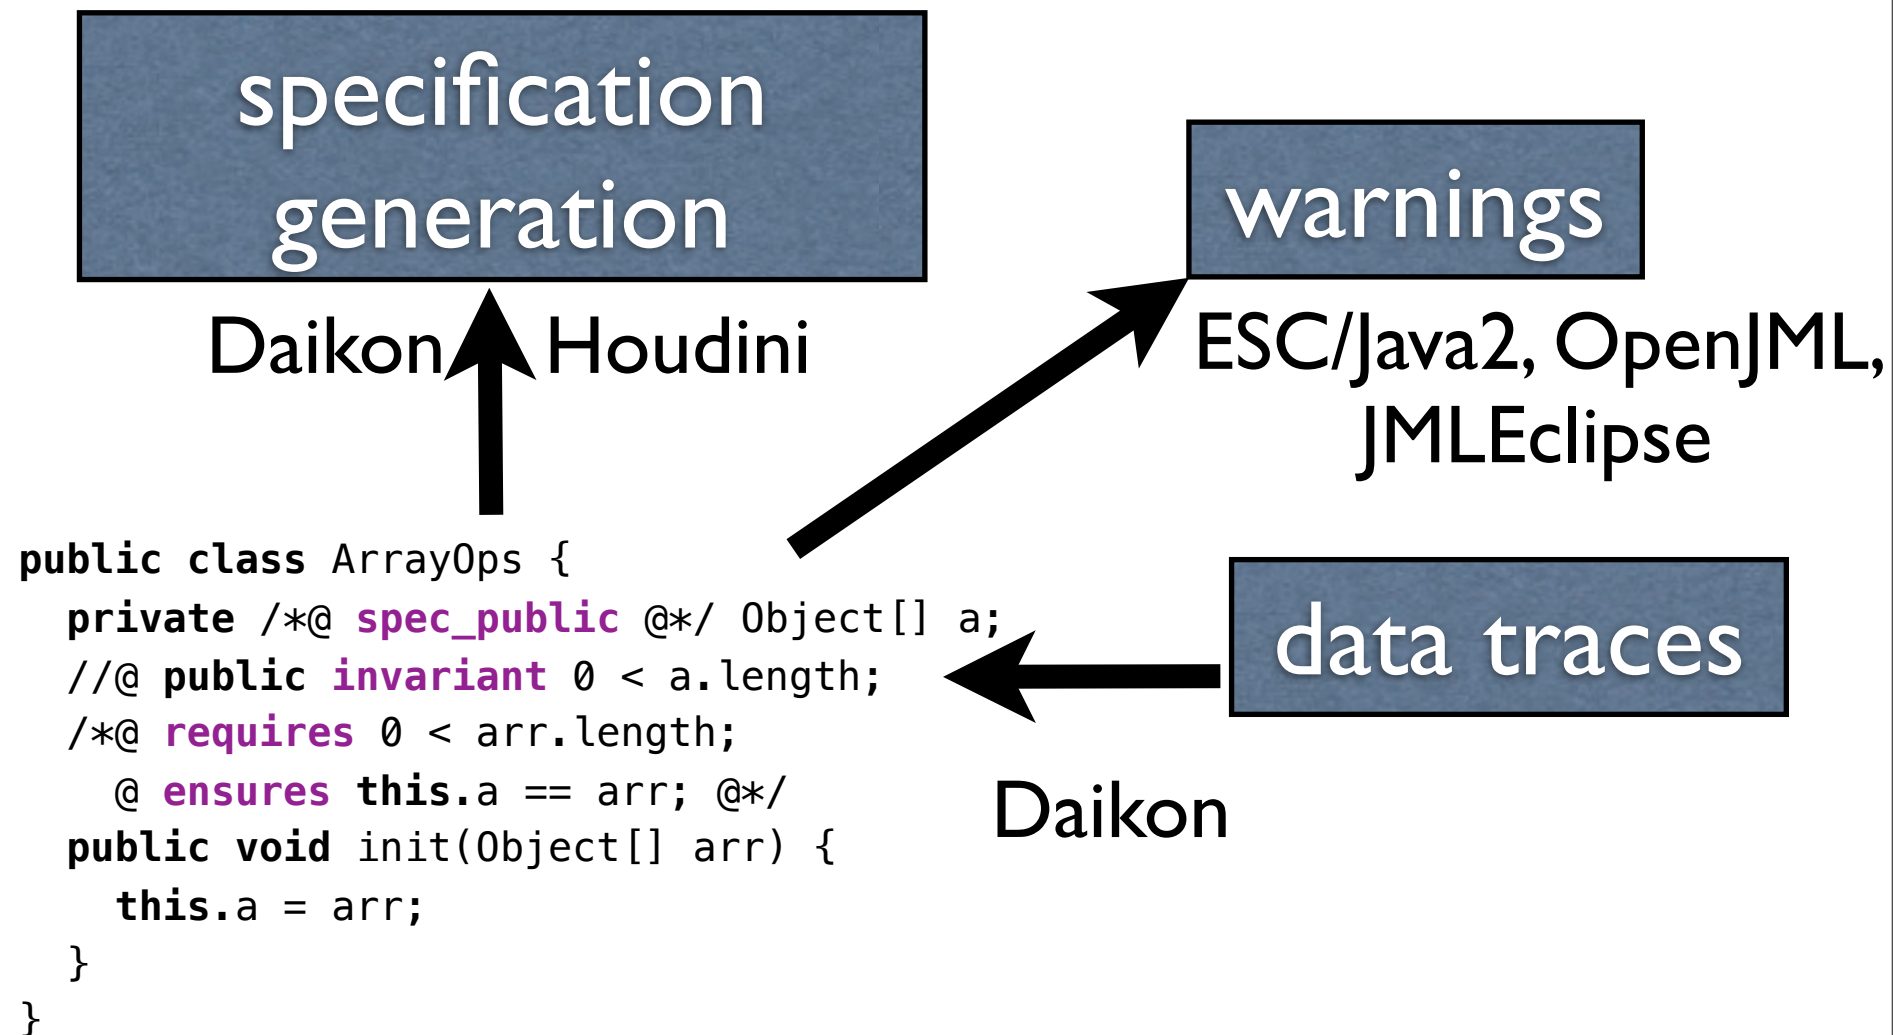 specification
generation
warnings
Daikon Houdini
ESC/Java2, OpenJML,
JMLEclipse
public class ArrayOps {
  private /*@ spec_public @*/ Object[] a;
  //@ public invariant 0 < a.length;
  /*@ requires 0 < arr.length;
    @ ensures this.a == arr; @*/
  public void init(Object[] arr) {
    this.a = arr;
  }
}
data traces
Daikon